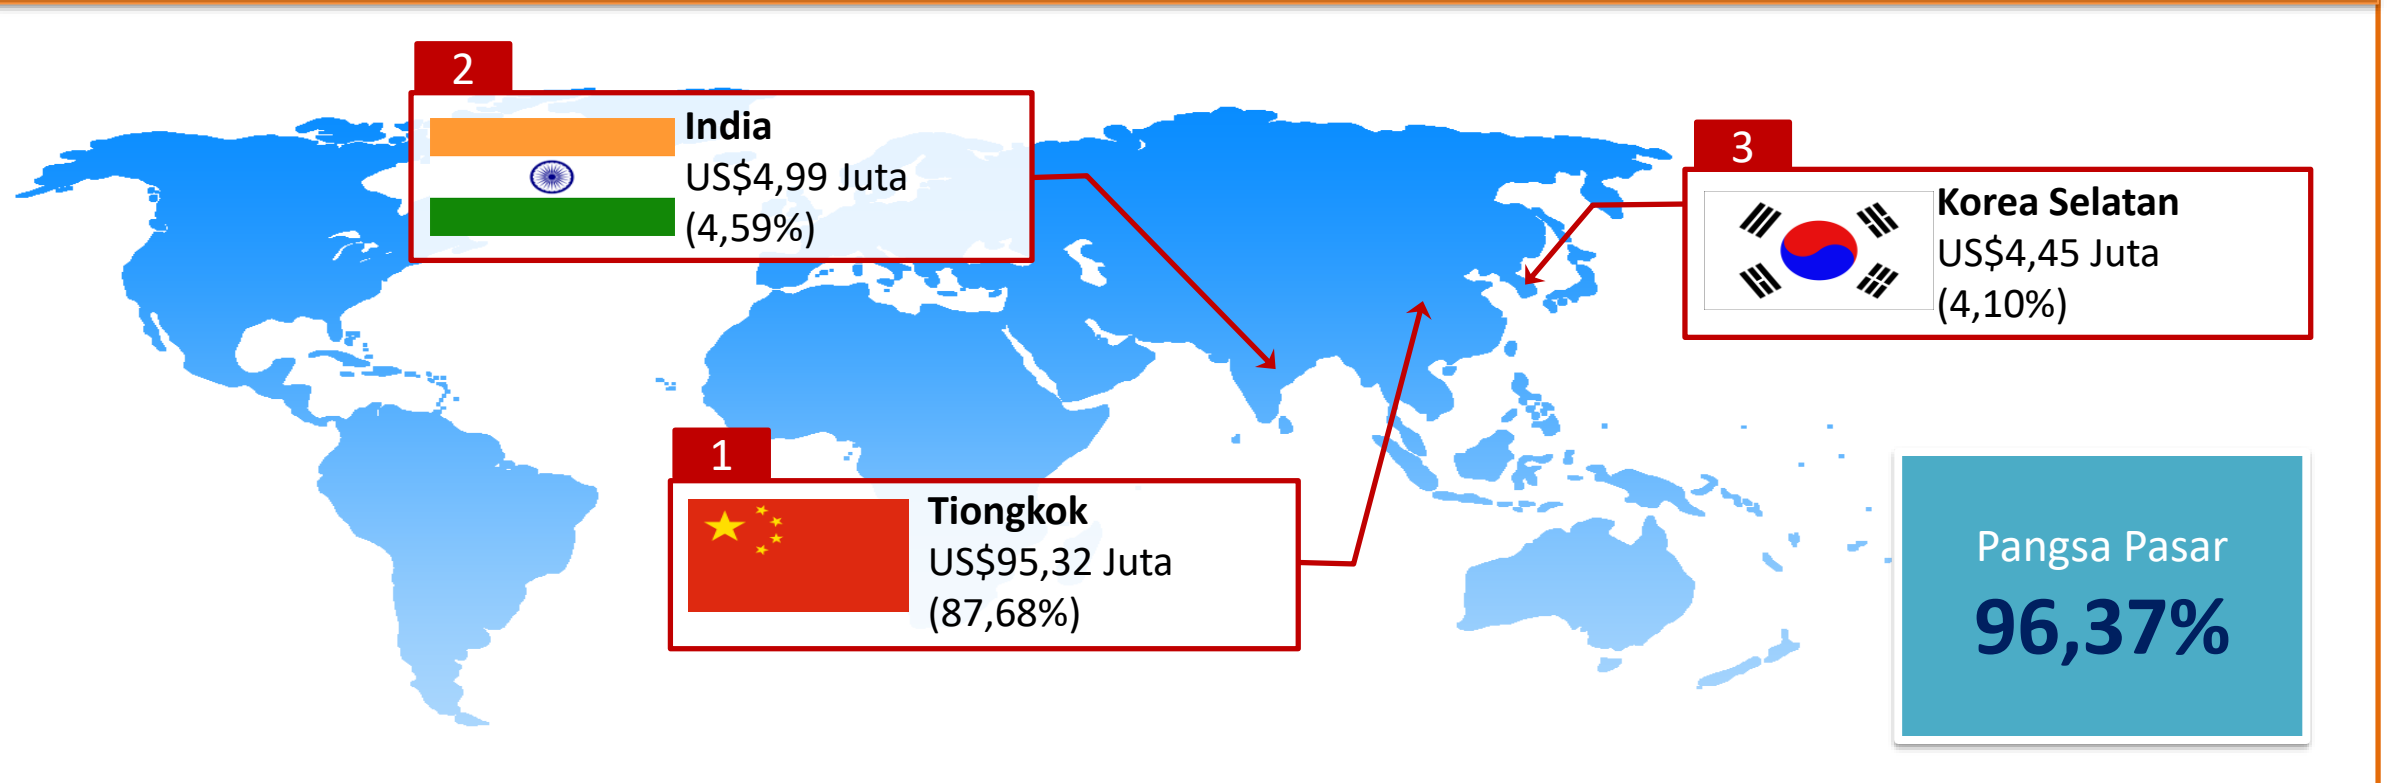 2
India
US$4,99 Juta
(4,59%)
3
Korea Selatan
US$4,45 Juta
(4,10%)
1
Tiongkok
US$95,32 Juta
(87,68%)
Pangsa Pasar
96,37%